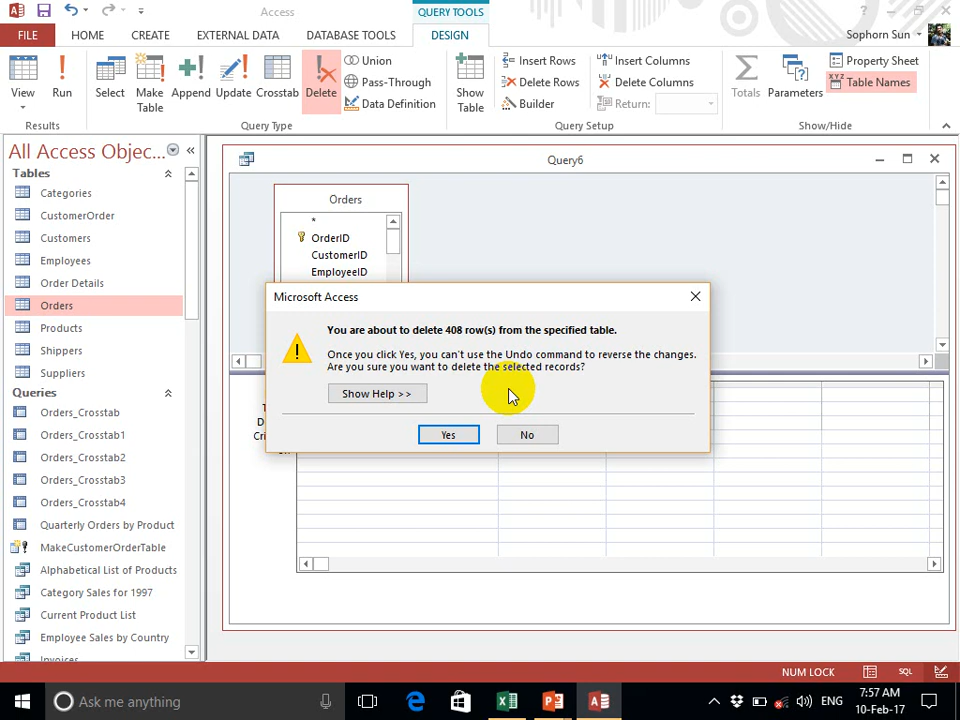 Access
QUERY TOOLS
FILE
HOME
CREATE
EXTERNAL DATA
DATABASE TOOLS
DESIGN
Sophorn Sun
View
Run
Select
Make
Table
Append
Update
Crosstab
Delete
Union
Pass-Through
Data Definition
Show
Table
Insert Rows
Delete Rows
Builder
Insert Columns
Delete Columns
Return:
Totals
Parameters
Property Sheet
XYZ
Table Names
Results
Query Type
Query Setup
Show/Hide
All Access Objec...
Tables
Categories
CustomerOrder
Customers
Employees
Order Details
Orders
Products
Shippers
Suppliers
Queries
Orders_Crosstab
Orders_Crosstab1
Orders_Crosstab2
Orders_Crosstab3
Orders_Crosstab4
Quarterly Orders by Product
MakeCustomerOrderTable
Alphabetical List of Products
Category Sales for 1997
Current Product List
Employee Sales by Country
Invoices
Query6
Orders
*
OrderID
CustomerID
EmployeeID
Microsoft Access
You are about to delete 408 row(s) from the specified table.
Once you click Yes, you can't use the Undo command to reverse the changes.
Are you sure you want to delete the selected records?
Show Help >>
Yes
No
NUM LOCK
SQL
Ask me anything
ENG
7:57 AM
10-Feb-17